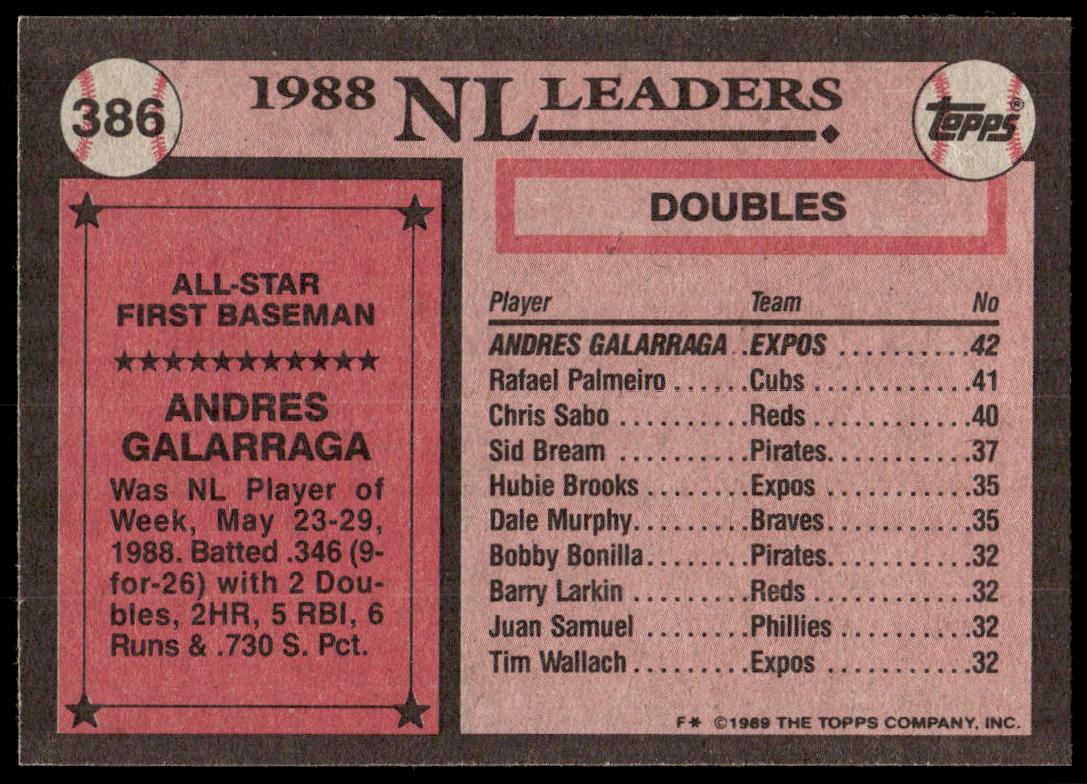 386
1988 NL LEADERS
Topps®
ALL-STAR
FIRST BASEMAN
ANDRES
GALARRAGA
Was NL Player of
Week, May 23-29,
1988. Batted .346 (9-
for-26) with 2 Dou-
bles, 2HR, 5 RBI, 6
Runs & .730 S. Pct.
DOUBLES
Player Team No
ANDRES GALARRAGA..EXPOS ..........42
Rafael Palmeiro ......Cubs ............41
Chris Sabo ..........Reds ............40
Sid Bream ..........Pirates...........37
Hubie Brooks ........Expos ...........35
Dale Murphy.........Braves...........35
Bobby Bonilla........Pirates...........32
Barry Larkin .........Reds ............32
Juan Samuel ........Phillies ..........32
Tim Wallach .........Expos ...........32
F* ©1989 THE TOPPS COMPANY, INC.